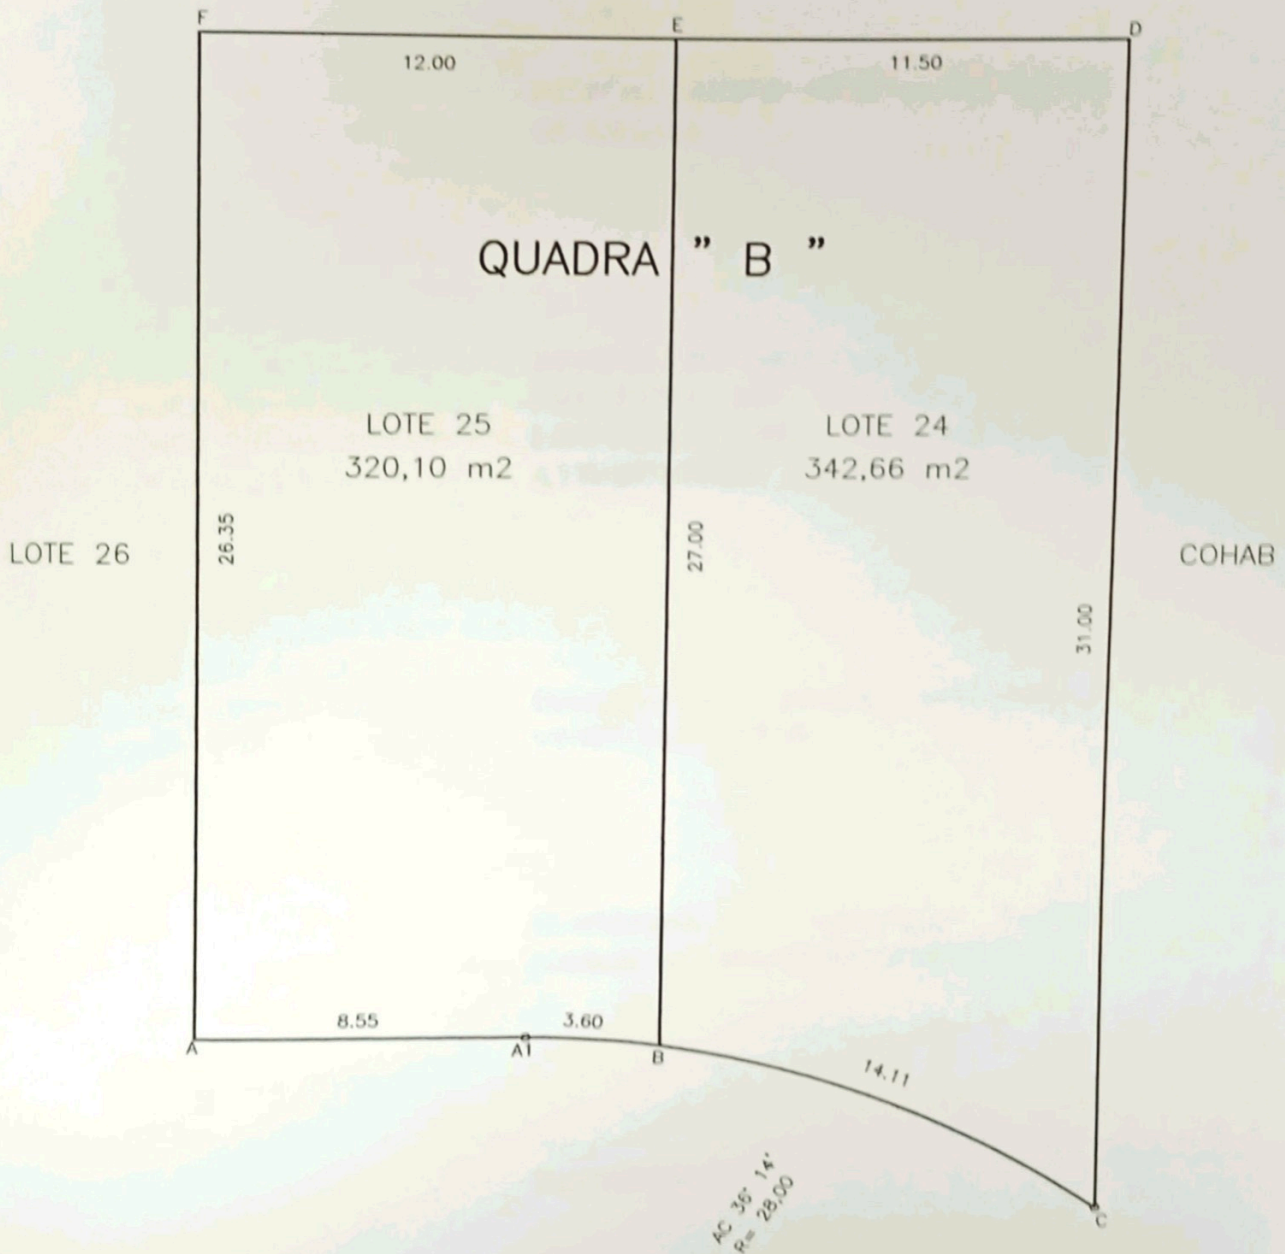 F
E
D
12.00
11.50
QUADRA " B "
LOTE 25
320,10 m2
LOTE 24
342,66 m2
LOTE 26
26.35
27.00
COHAB
31.00
8.55
3.60
A
A1
B
14.11
AC 36° 14'
R= 28,00
C